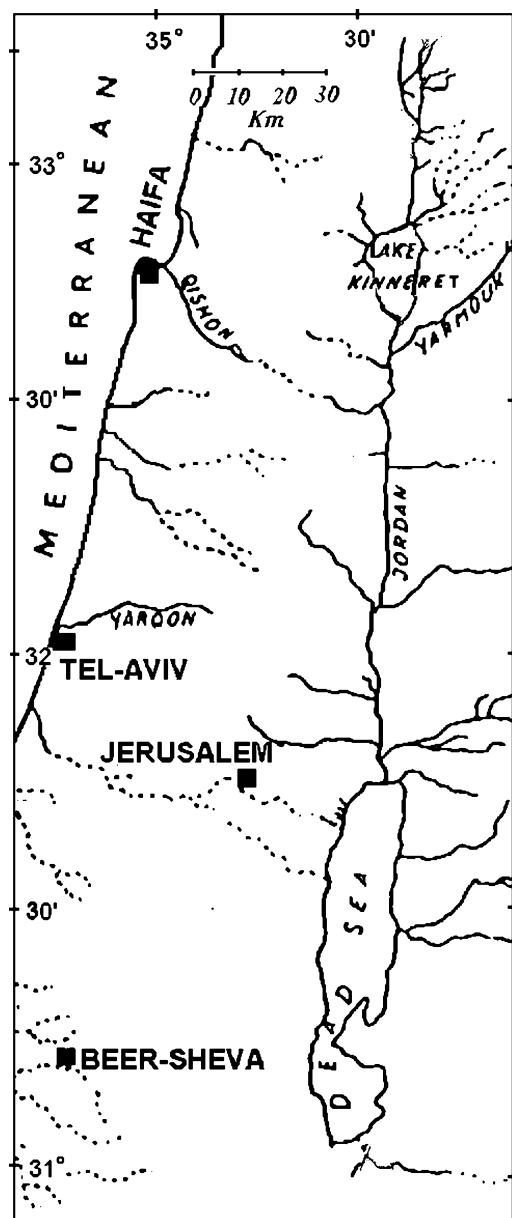 35°
30'
0 10 20 30
Km
33°
MEDITERRANEAN
HAIFA
QISHON
LAKE
KINNERET
YARMOUK
30'
JORDAN
YARQON
32
TEL-AVIV
JERUSALEM
DEAD SEA
30'
BEER-SHEVA
31°